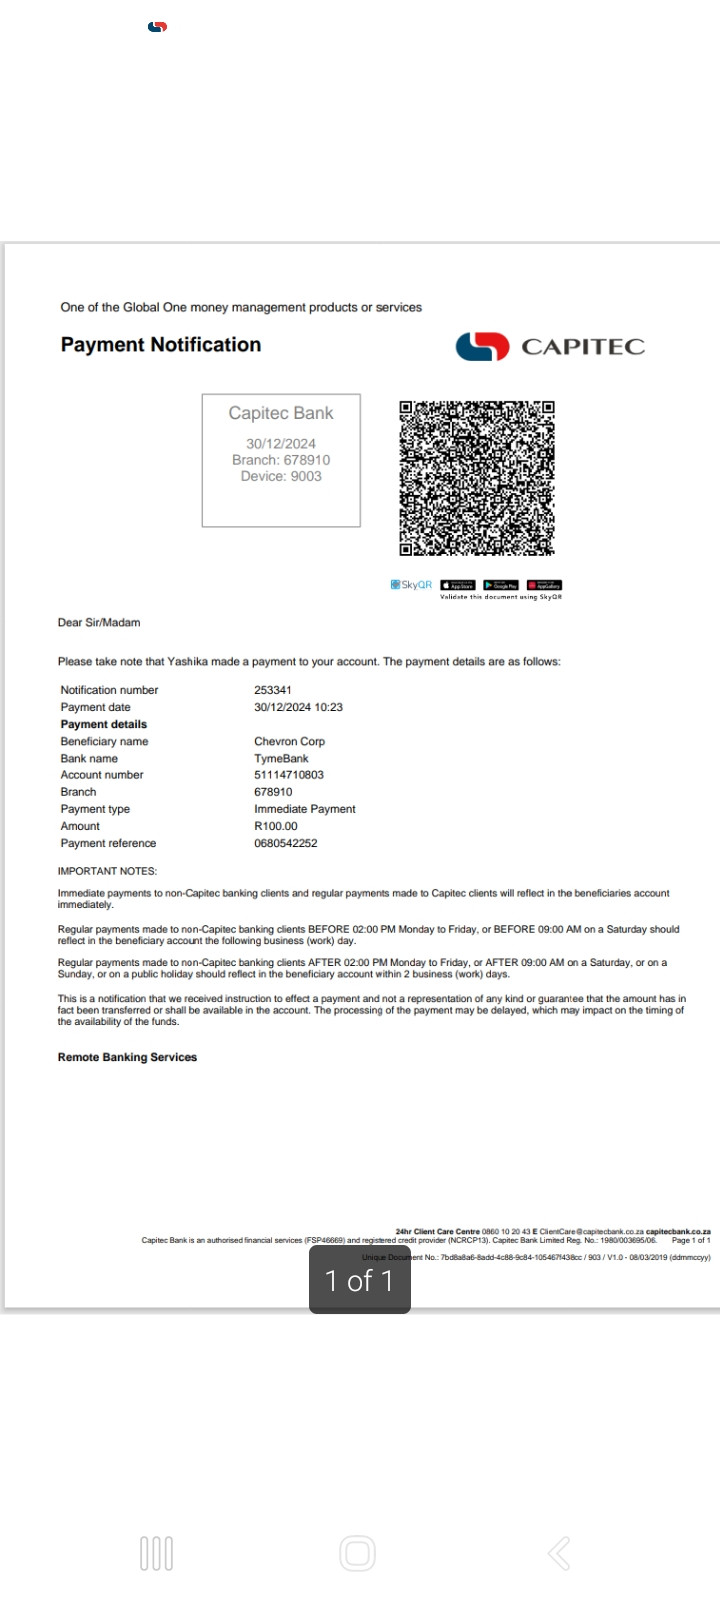 One of the Global One money management products or services
Payment Notification
CAPITEC
Capitec Bank
30/12/2024
Branch: 678910
Device: 9003
SkyQR
App Store
Google Play
AppGallery
Validate this document using SkyQR
Dear Sir/Madam
Please take note that Yashika made a payment to your account. The payment details are as follows:
Notification number 253341
Payment date 30/12/2024 10:23
Payment details
Beneficiary name Chevron Corp
Bank name TymeBank
Account number 51114710803
Branch 678910
Payment type Immediate Payment
Amount R100.00
Payment reference 0680542252
IMPORTANT NOTES:
Immediate payments to non-Capitec banking clients and regular payments made to Capitec clients will reflect in the beneficiaries account
immediately.
Regular payments made to non-Capitec banking clients BEFORE 02:00 PM Monday to Friday, or BEFORE 09:00 AM on a Saturday should
reflect in the beneficiary account the following business (work) day.
Regular payments made to non-Capitec banking clients AFTER 02:00 PM Monday to Friday, or AFTER 09:00 AM on a Saturday, or on a
Sunday, or on a public holiday should reflect in the beneficiary account within 2 business (work) days.
This is a notification that we received instruction to effect a payment and not a representation of any kind or guarantee that the amount has in
fact been transferred or shall be available in the account. The processing of the payment may be delayed, which may impact on the timing of
the availability of the funds.
Remote Banking Services
24hr Client Care Centre 0860 10 20 43 E ClientCare@capitecbank.co.za capitecbank.co.za
Capitec Bank is an authorised financial services (FSP46669) and registered credit provider (NCRCP13). Capitec Bank Limited Reg. No.: 1980/003695/06. Page 1 of 1
Unique Document No.: 7bd8a8a6-8add-4c88-9c84-105467f438cc / 903 / V1.0 - 08/03/2019 (ddmmccyy)
1 of 1